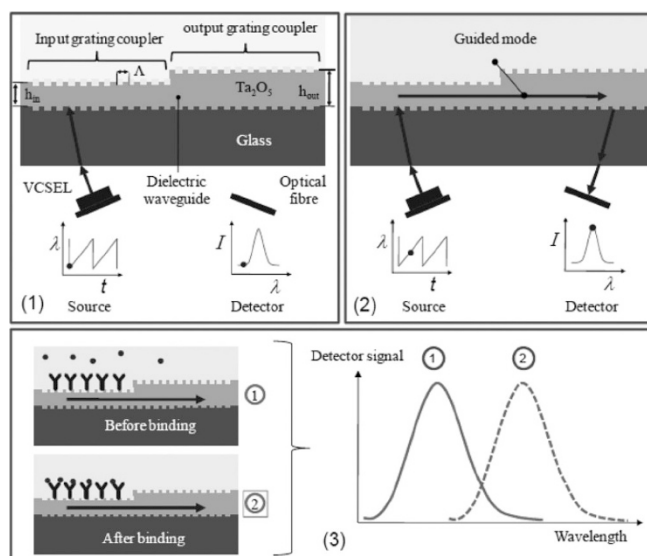 Input grating coupler
output grating coupler
Λ
h_in
Ta2O5
h_out
Glass
VCSEL
Dielectric
waveguide
Optical
fibre
λ
t
I
λ
(1)
Source
Detector
Guided mode
λ
t
I
λ
(2)
Source
Detector
Before binding
1
After binding
2
Detector signal
1
2
(3)
Wavelength